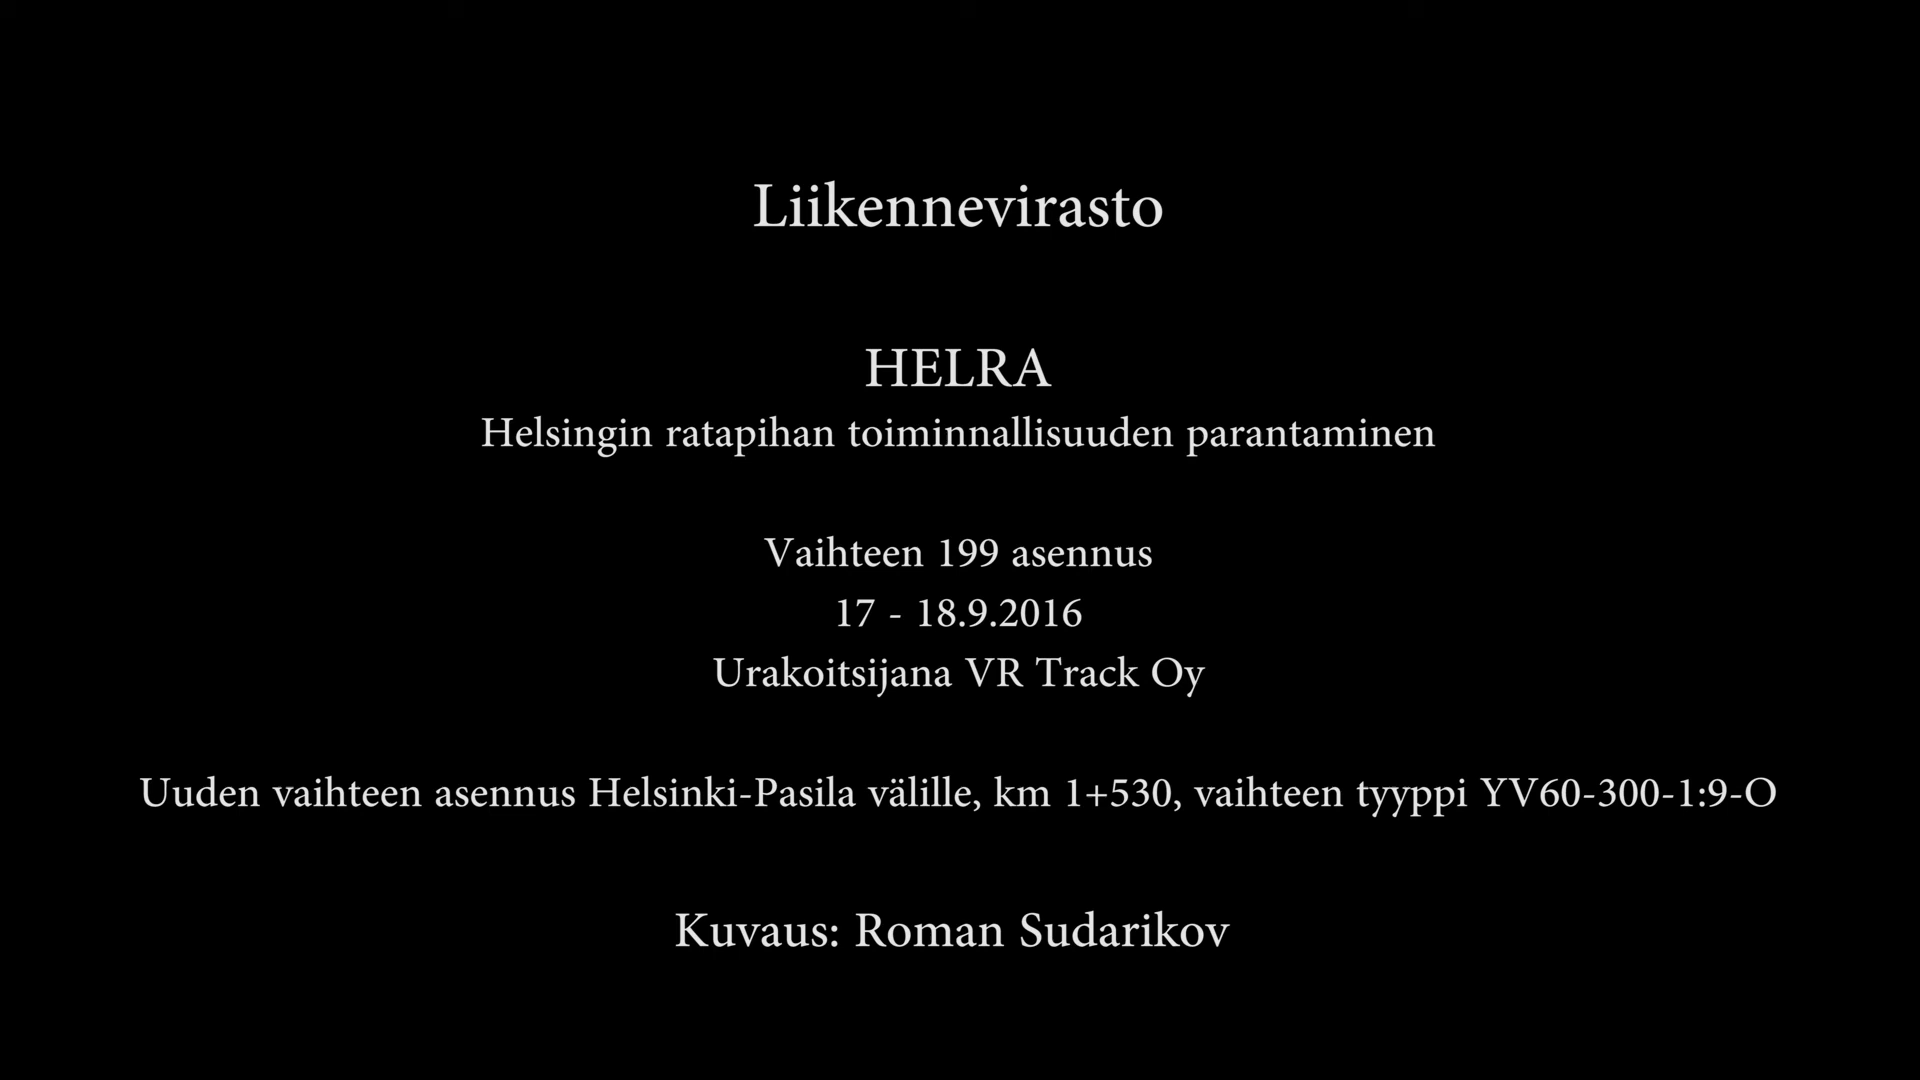 Liikennevirasto
HELRA
Helsingin ratapihan toiminnallisuuden parantaminen
Vaihteen 199 asennus
17 - 18.9.2016
Urakoitsijana VR Track Oy
Uuden vaihteen asennus Helsinki-Pasila välille, km 1+530, vaihteen tyyppi YV60-300-1:9-O
Kuvaus: Roman Sudarikov